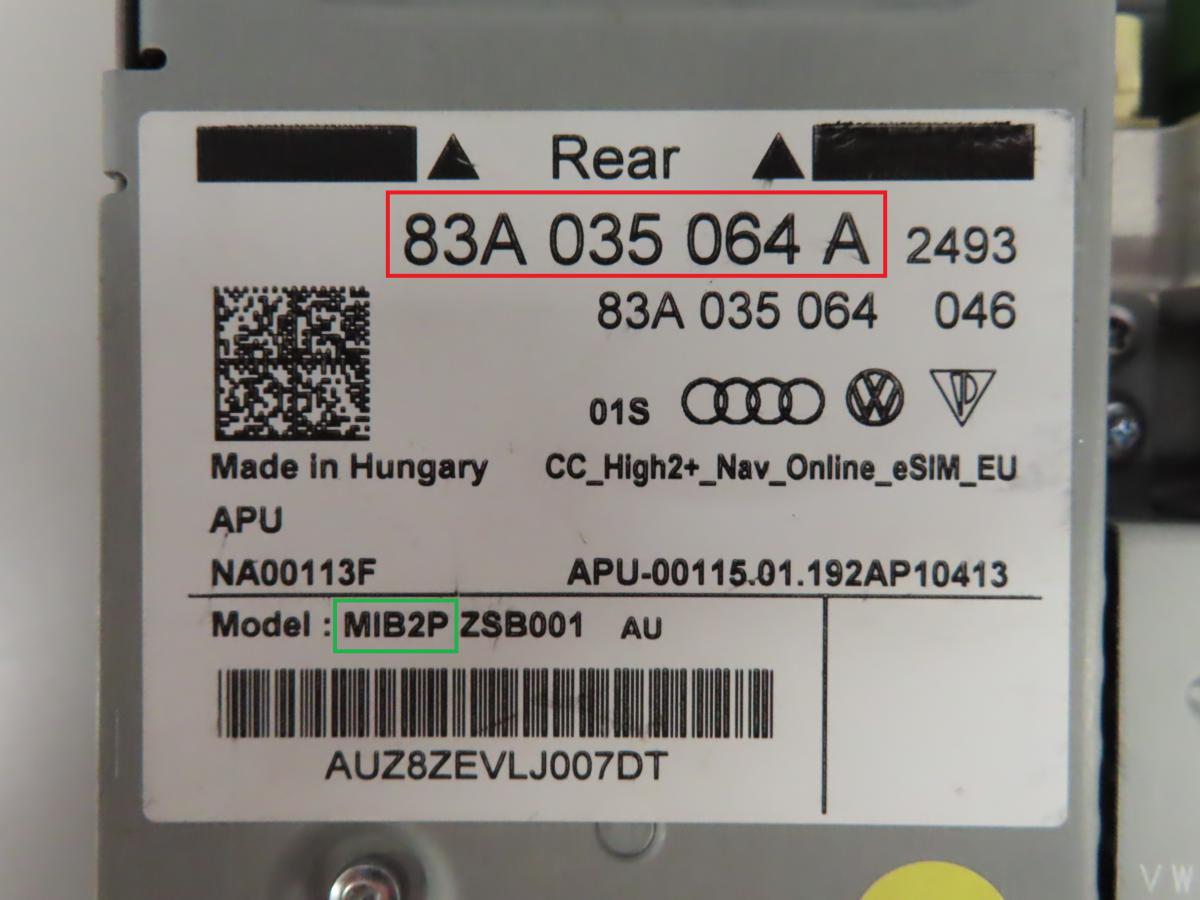 Rear
83A 035 064 A 2493
83A 035 064 046
01S
Made in Hungary CC_High2+_Nav_Online_eSIM_EU
APU
NA00113F APU-00115.01.192AP10413
Model : MIB2P ZSB001 AU
AUZ8ZEVLJ007DT
VW